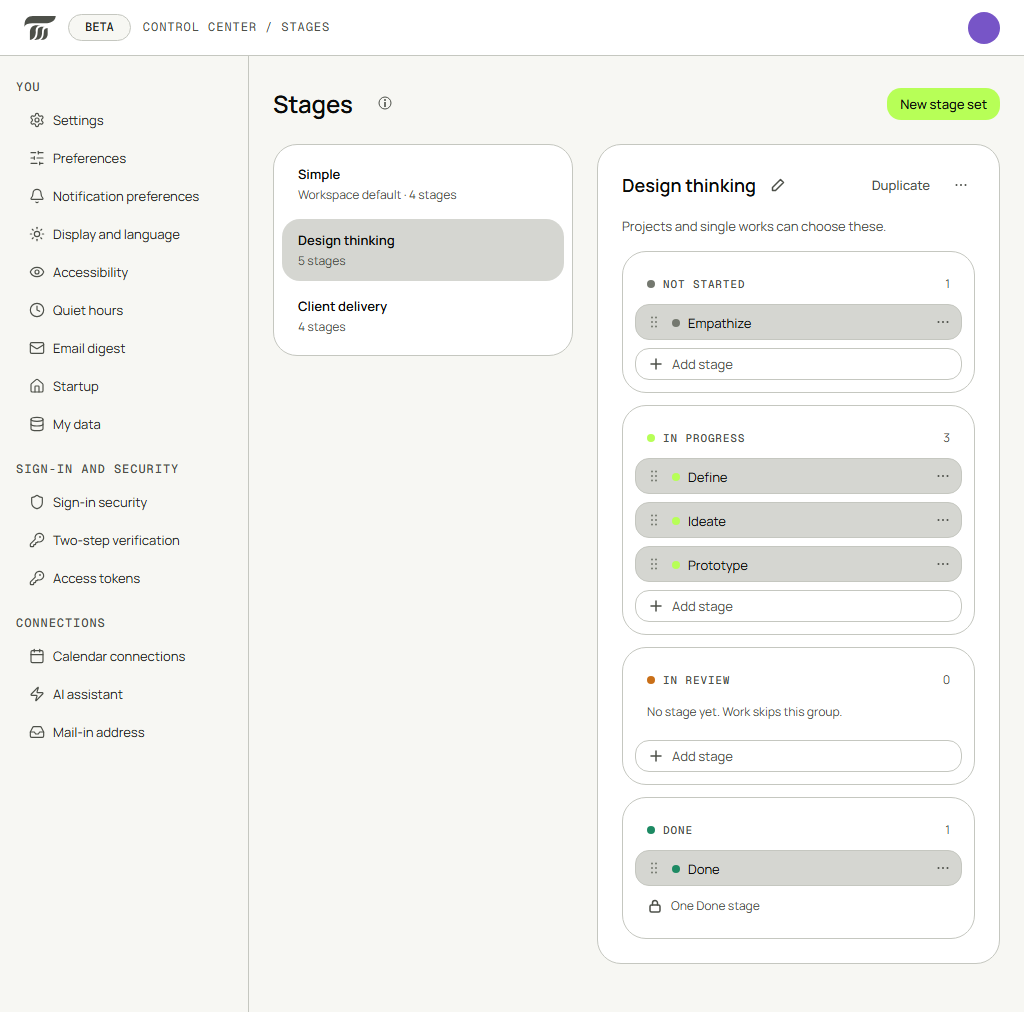 BETA
CONTROL CENTER / STAGES
YOU
Settings
Preferences
Notification preferences
Display and language
Accessibility
Quiet hours
Email digest
Startup
My data
SIGN-IN AND SECURITY
Sign-in security
Two-step verification
Access tokens
CONNECTIONS
Calendar connections
AI assistant
Mail-in address
Stages
New stage set
Simple
Workspace default · 4 stages
Design thinking
5 stages
Client delivery
4 stages
Design thinking
Duplicate
Projects and single works can choose these.
NOT STARTED 1
Empathize
Add stage
IN PROGRESS 3
Define
Ideate
Prototype
Add stage
IN REVIEW 0
No stage yet. Work skips this group.
Add stage
DONE 1
Done
One Done stage